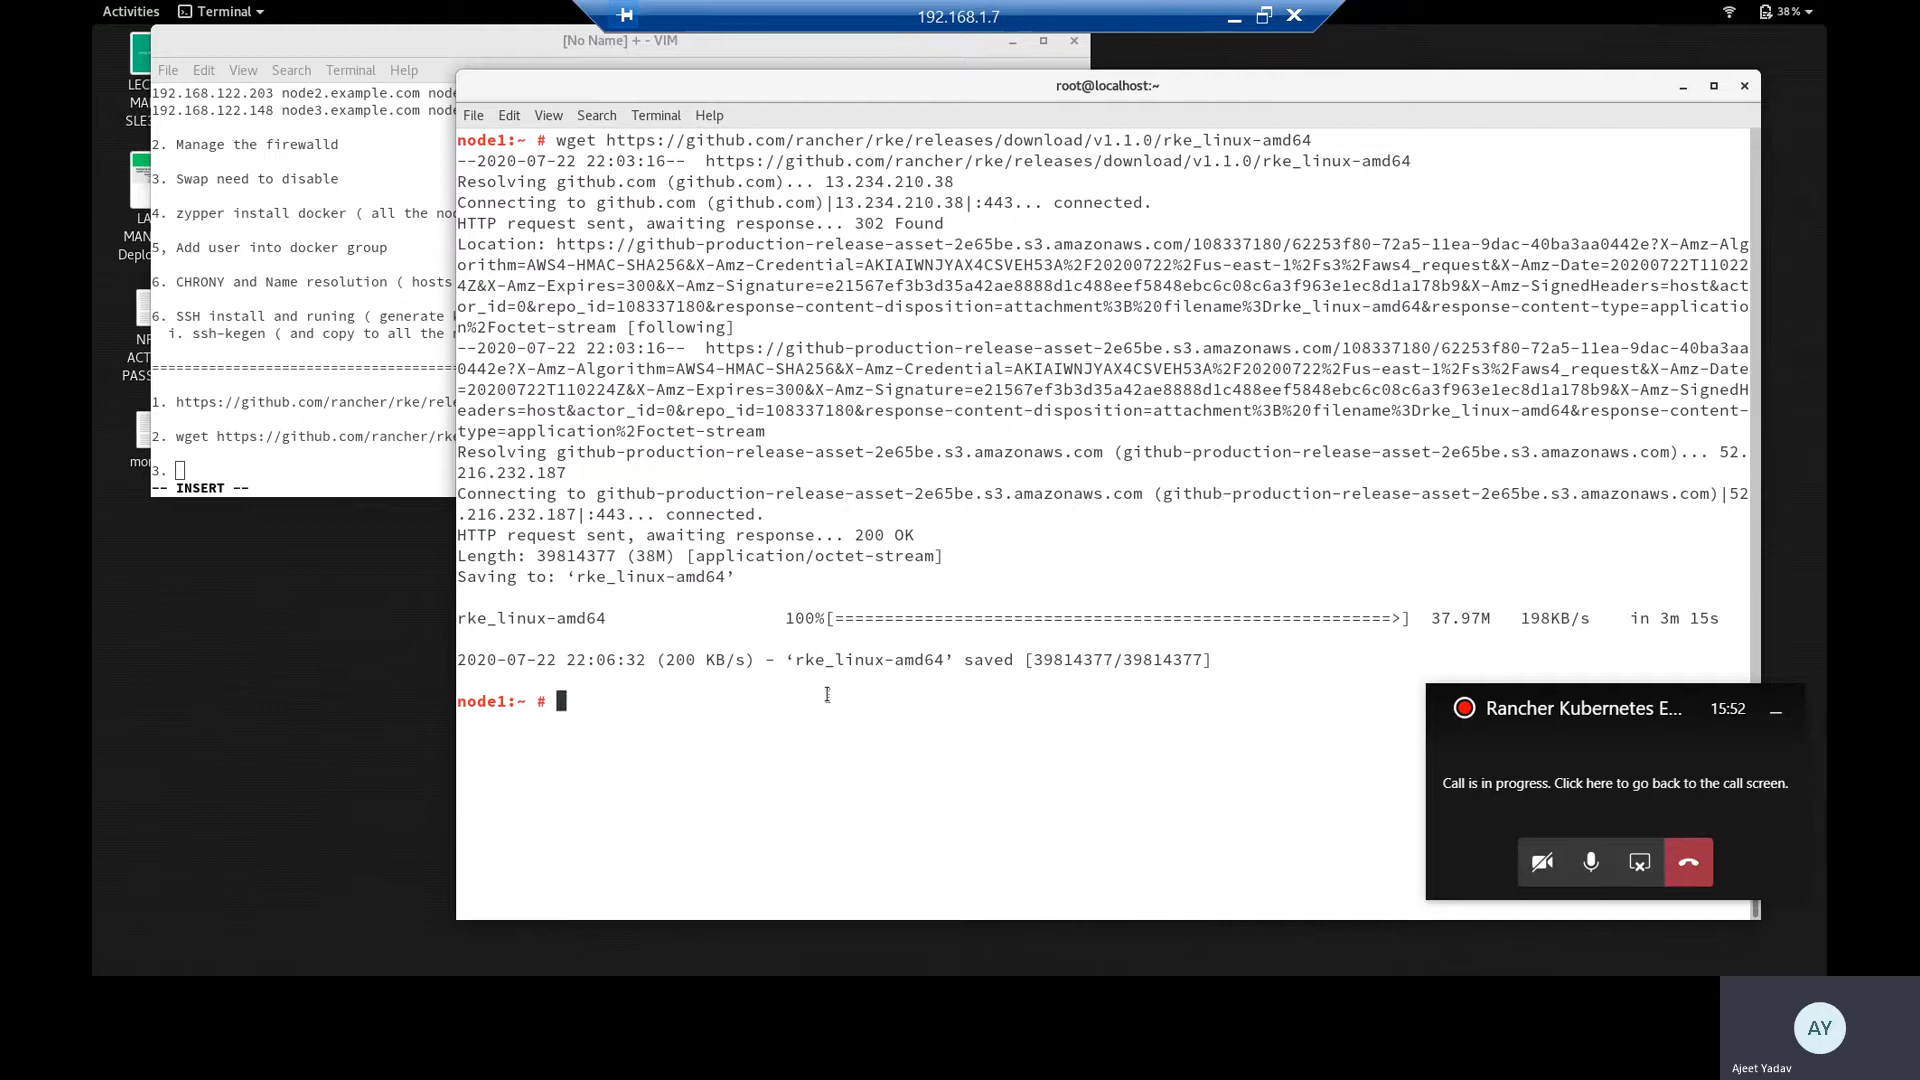 Activities
Terminal
192.168.1.7
38 %
[No Name] + - VIM
File Edit View Search Terminal Help
192.168.122.203 node2.example.com
192.168.122.148 node3.example.com
2. Manage the firewalld
3. Swap need to disable
4. zypper install docker ( all the
5, Add user into docker group
6. CHRONY and Name resolution ( hosts
6. SSH install and runing ( generate
i. ssh-kegen ( and copy to all the
==================================
1. https://github.com/rancher/rke/rel
2. wget https://github.com/rancher/rk
3.
-- INSERT --
LEC
MA
SLE
LA
MAN
Deplo
NF
ACT
PASS
mor
root@localhost:~
File Edit View Search Terminal Help
node1:~ # wget https://github.com/rancher/rke/releases/download/v1.1.0/rke_linux-amd64
--2020-07-22 22:03:16-- https://github.com/rancher/rke/releases/download/v1.1.0/rke_linux-amd64
Resolving github.com (github.com)... 13.234.210.38
Connecting to github.com (github.com)|13.234.210.38|:443... connected.
HTTP request sent, awaiting response... 302 Found
Location: https://github-production-release-asset-2e65be.s3.amazonaws.com/108337180/62253f80-72a5-11ea-9dac-40ba3aa0442e?X-Amz-Alg
orithm=AWS4-HMAC-SHA256&X-Amz-Credential=AKIAIWNJYAX4CSVEH53A%2F20200722%2Fus-east-1%2Fs3%2Faws4_request&X-Amz-Date=20200722T11022
4Z&X-Amz-Expires=300&X-Amz-Signature=e21567ef3b3d35a42ae8888d1c488eef5848ebc6c08c6a3f963e1ec8d1a178b9&X-Amz-SignedHeaders=host&act
or_id=0&repo_id=108337180&response-content-disposition=attachment%3B%20filename%3Drke_linux-amd64&response-content-type=applicatio
n%2Foctet-stream [following]
--2020-07-22 22:03:16-- https://github-production-release-asset-2e65be.s3.amazonaws.com/108337180/62253f80-72a5-11ea-9dac-40ba3aa
0442e?X-Amz-Algorithm=AWS4-HMAC-SHA256&X-Amz-Credential=AKIAIWNJYAX4CSVEH53A%2F20200722%2Fus-east-1%2Fs3%2Faws4_request&X-Amz-Date
=20200722T110224Z&X-Amz-Expires=300&X-Amz-Signature=e21567ef3b3d35a42ae8888d1c488eef5848ebc6c08c6a3f963e1ec8d1a178b9&X-Amz-SignedH
eaders=host&actor_id=0&repo_id=108337180&response-content-disposition=attachment%3B%20filename%3Drke_linux-amd64&response-content-
type=application%2Foctet-stream
Resolving github-production-release-asset-2e65be.s3.amazonaws.com (github-production-release-asset-2e65be.s3.amazonaws.com)... 52.
216.232.187
Connecting to github-production-release-asset-2e65be.s3.amazonaws.com (github-production-release-asset-2e65be.s3.amazonaws.com)|52
.216.232.187|:443... connected.
HTTP request sent, awaiting response... 200 OK
Length: 39814377 (38M) [application/octet-stream]
Saving to: ‘rke_linux-amd64’
rke_linux-amd64 100%[===================================================>] 37.97M 198KB/s in 3m 15s
2020-07-22 22:06:32 (200 KB/s) - ‘rke_linux-amd64’ saved [39814377/39814377]
node1:~ #
Rancher Kubernetes E... 15:52
Call is in progress. Click here to go back to the call screen.
AY
Ajeet Yadav